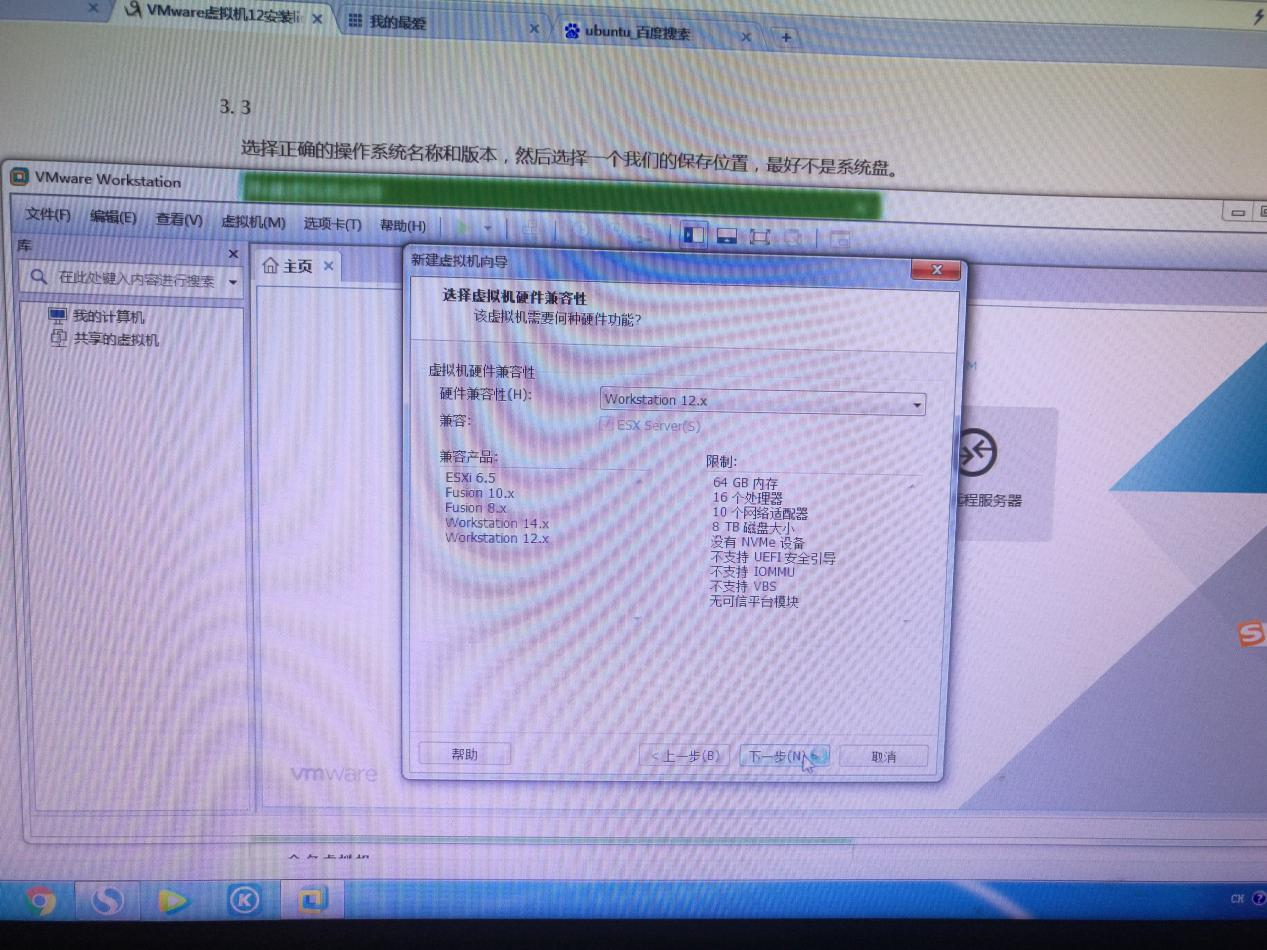 VMware虚拟机12安装li
我的最爱
ubuntu_百度搜索
3. 3
选择正确的操作系统名称和版本，然后选择一个我们的保存位置，最好不是系统盘。
VMware Workstation
文件(F) 编辑(E) 查看(V) 虚拟机(M) 选项卡(T) 帮助(H)
库
在此处键入内容进行搜索
我的计算机
共享的虚拟机
主页
新建虚拟机向导
选择虚拟机硬件兼容性
该虚拟机需要何种硬件功能?
虚拟机硬件兼容性
硬件兼容性(H): Workstation 12.x
兼容: ESX Server(S)
兼容产品:
ESXi 6.5
Fusion 10.x
Fusion 8.x
Workstation 14.x
Workstation 12.x
限制:
64 GB 内存
16 个处理器
10 个网络适配器
8 TB 磁盘大小
没有 NVMe 设备
不支持 UEFI 安全引导
不支持 IOMMU
不支持 VBS
无可信平台模块
程服务器
帮助 < 上一步(B) 下一步(N) 取消
vmware
CH